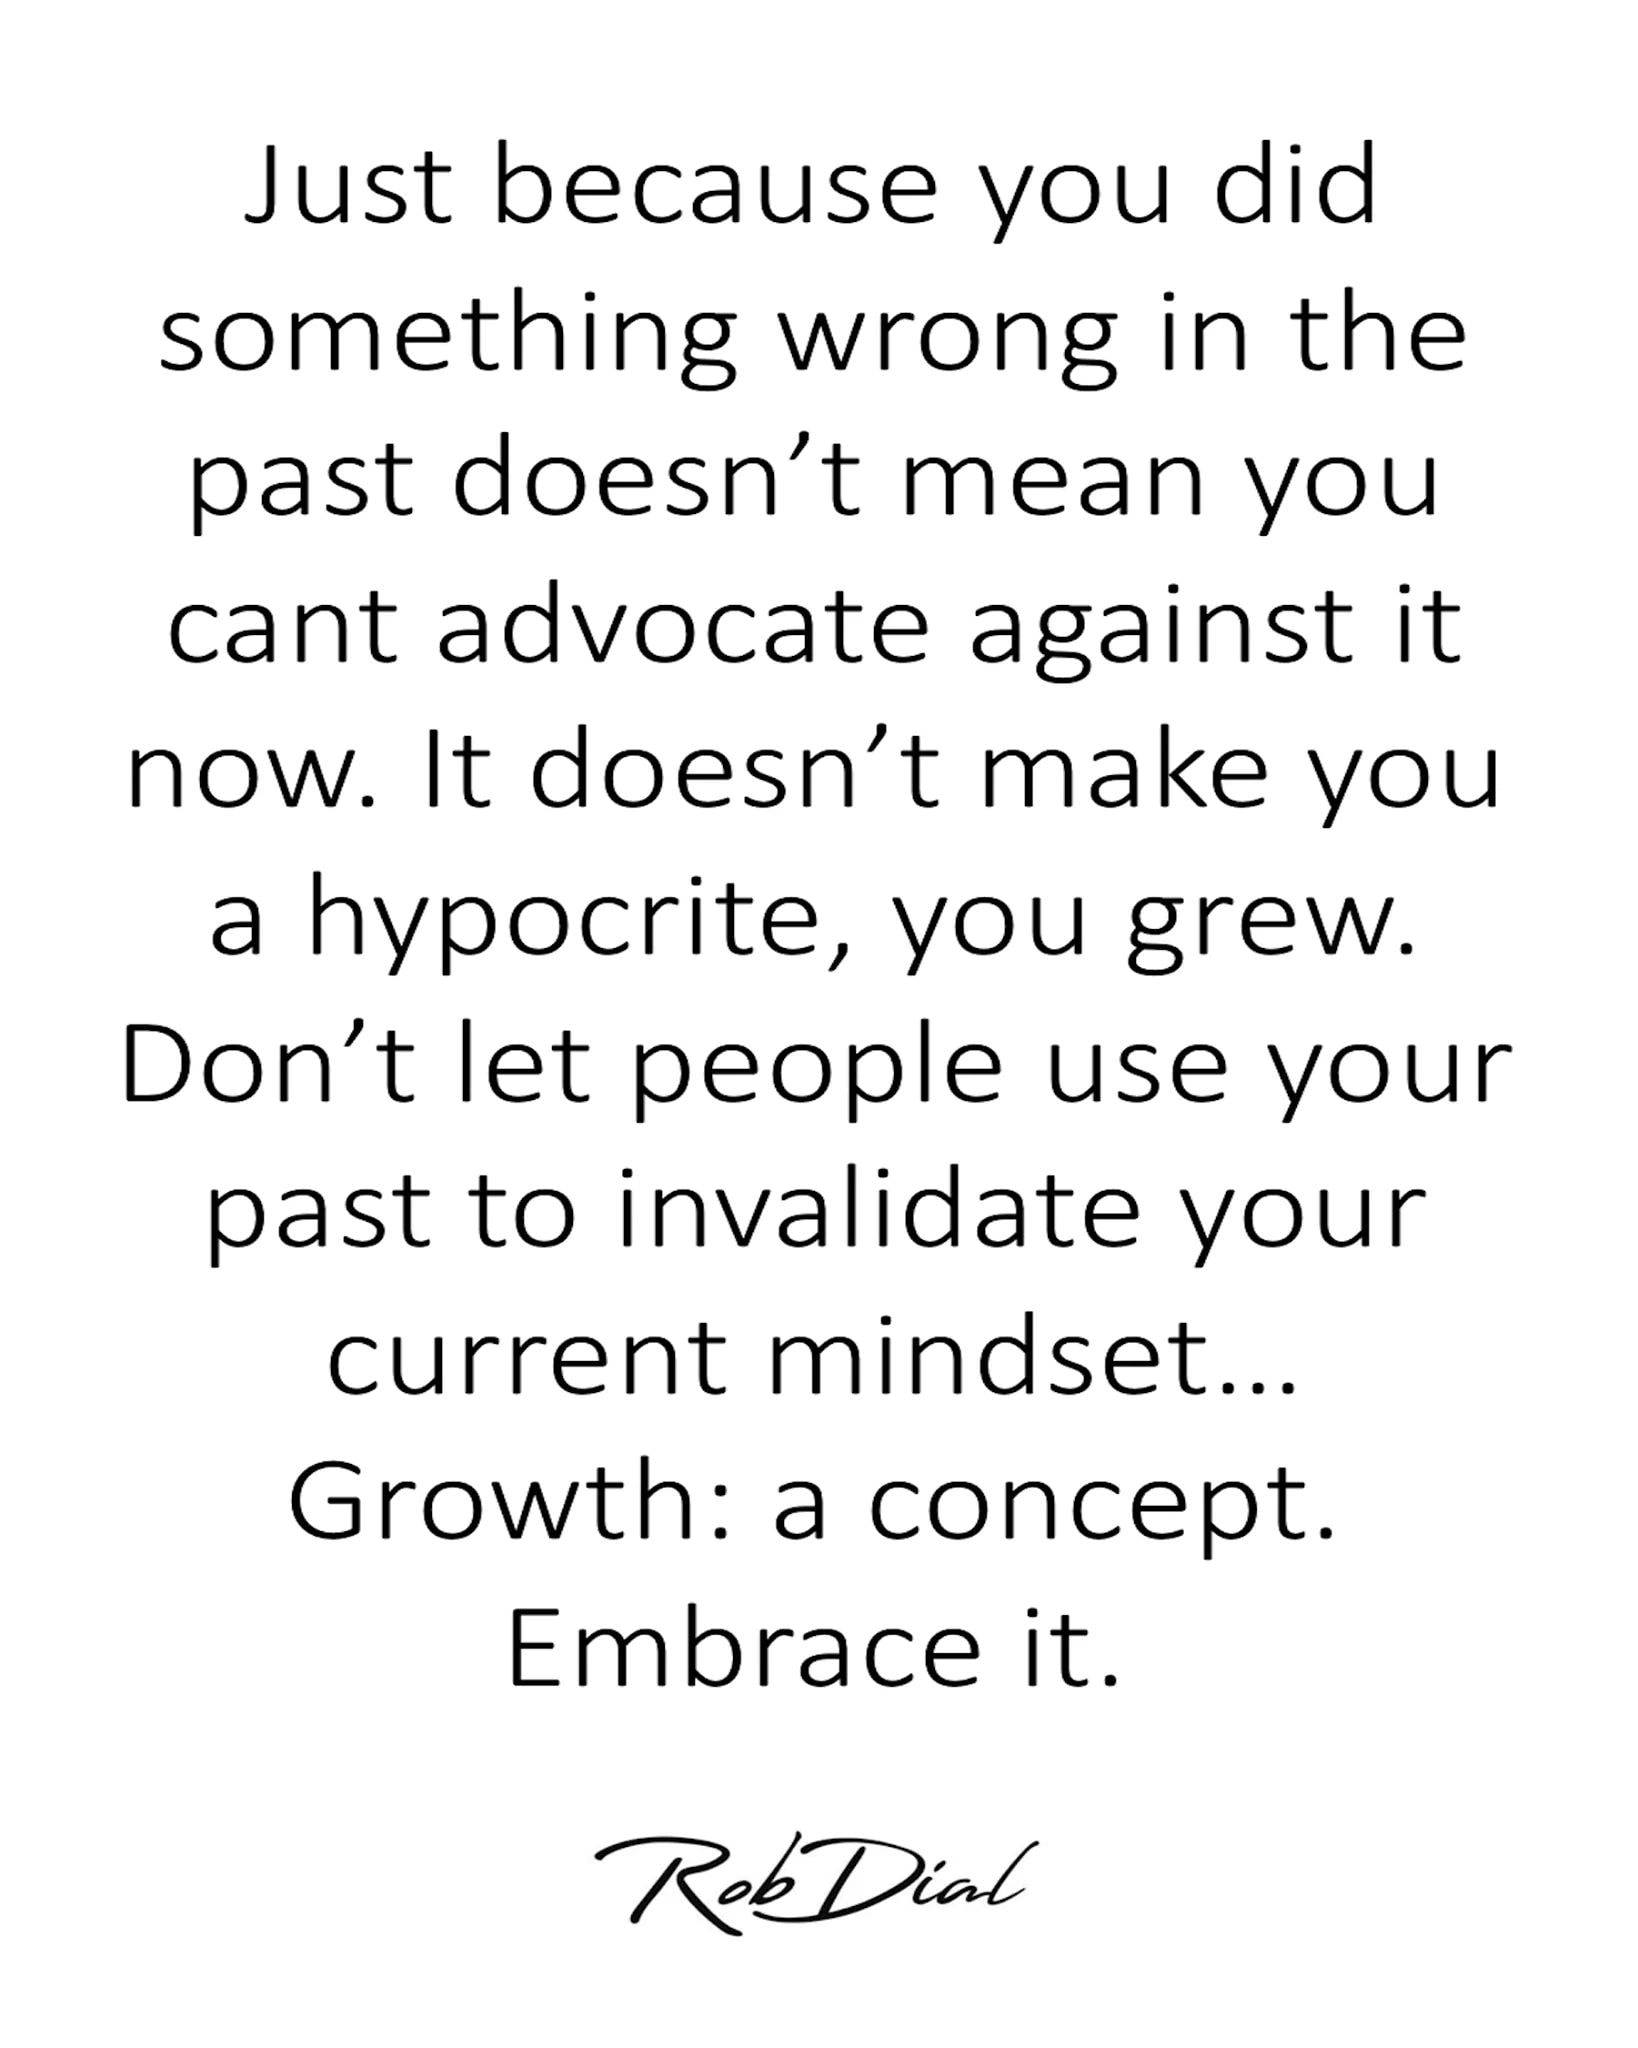 Just because you did
something wrong in the
past doesn’t mean you
cant advocate against it
now. It doesn’t make you
a hypocrite, you grew.
Don’t let people use your
past to invalidate your
current mindset...
Growth: a concept.
Embrace it.
Rob Dial